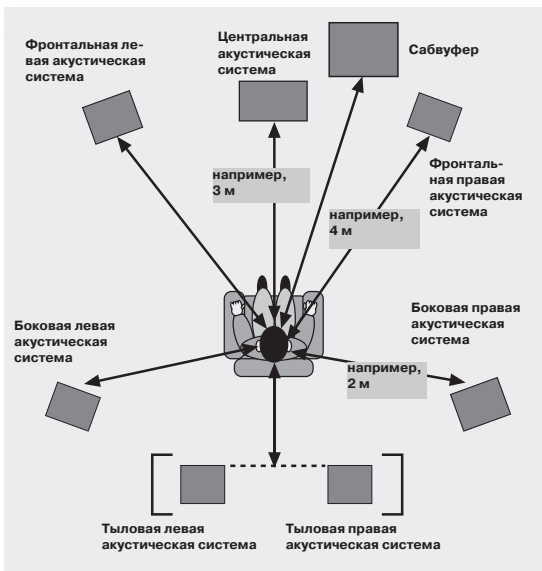 Фронтальная ле-
вая акустическая
система
Центральная
акустическая
система
Сабвуфер
Фронталь-
ная правая
акустическая
система
например,
3 м
например,
4 м
Боковая левая
акустическая
система
Боковая правая
акустическая
система
например,
2 м
Тыловая левая
акустическая система
Тыловая правая
акустическая система